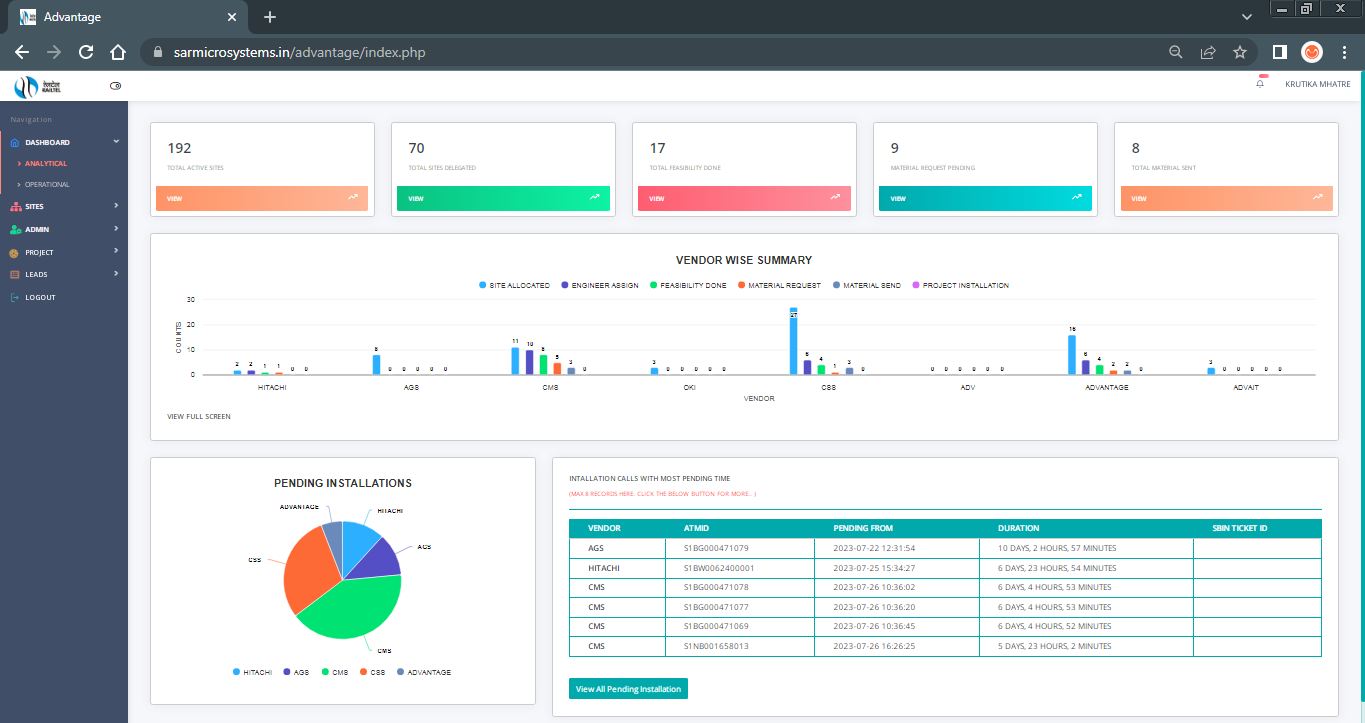 Advantage
sarmicrosystems.in/advantage/index.php
रेलटेल
RAILTEL
KRUTIKA MHATRE
Navigation
DASHBOARD
ANALYTICAL
OPERATIONAL
SITES
ADMIN
PROJECT
LEADS
LOGOUT
192
TOTAL ACTIVE SITES
VIEW
70
TOTAL SITES DELEGATED
VIEW
17
TOTAL FEASIBILITY DONE
VIEW
9
MATERIAL REQUEST PENDING
VIEW
8
TOTAL MATERIAL SENT
VIEW
VENDOR WISE SUMMARY
SITE ALLOCATED ENGINEER ASSIGN FEASIBILITY DONE MATERIAL REQUEST MATERIAL SEND PROJECT INSTALLATION
COUNTS
30
20
10
0
2 2 1 1 0 0
8 0 0 0 0 0
11 10 8 5 3 0
3 0 0 0 0 0
27 6 4 1 3 0
0 0 0 0 0 0
16 6 4 2 2 0
3 0 0 0 0 0
HITACHI AGS CMS OKI CSS ADV ADVANTAGE ADVAIT
VENDOR
VIEW FULL SCREEN
PENDING INSTALLATIONS
ADVANTAGE
HITACHI
AGS
CSS
CMS
HITACHI AGS CMS CSS ADVANTAGE
INTALLATION CALLS WITH MOST PENDING TIME
(MAX 8 RECORDS HERE. CLICK THE BELOW BUTTON FOR MORE.. )
VENDOR ATMID PENDING FROM DURATION SBIN TICKET ID
AGS S1BG000471079 2023-07-22 12:31:54 10 DAYS, 2 HOURS, 57 MINUTES
HITACHI S1BW0062400001 2023-07-25 15:34:27 6 DAYS, 23 HOURS, 54 MINUTES
CMS S1BG000471078 2023-07-26 10:36:02 6 DAYS, 4 HOURS, 53 MINUTES
CMS S1BG000471077 2023-07-26 10:36:20 6 DAYS, 4 HOURS, 53 MINUTES
CMS S1BG000471069 2023-07-26 10:36:45 6 DAYS, 4 HOURS, 52 MINUTES
CMS S1NB001658013 2023-07-26 16:26:25 5 DAYS, 23 HOURS, 2 MINUTES
View All Pending Installation